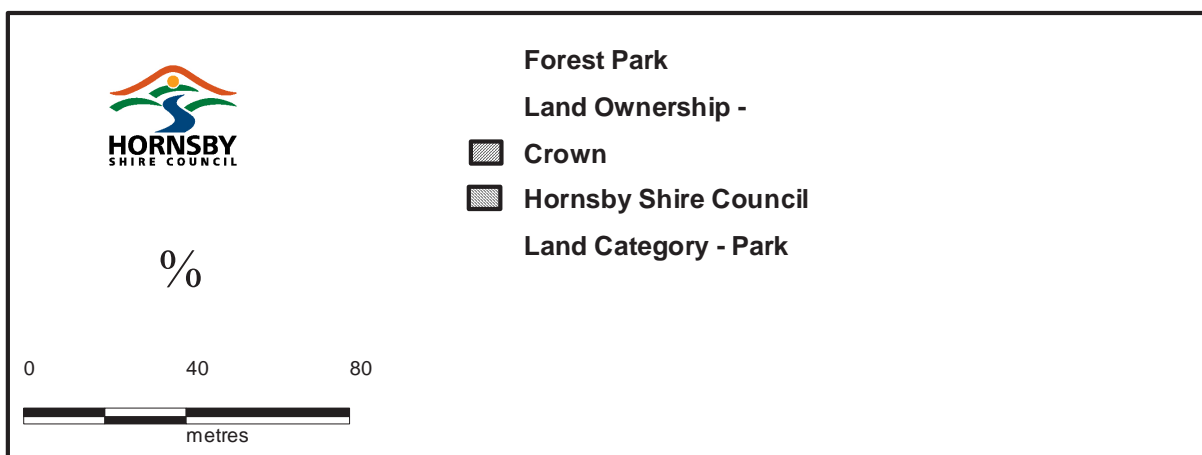 HORNSBY
SHIRE COUNCIL
Forest Park
Land Ownership -
Crown
Hornsby Shire Council
Land Category - Park
%
0 40 80
metres